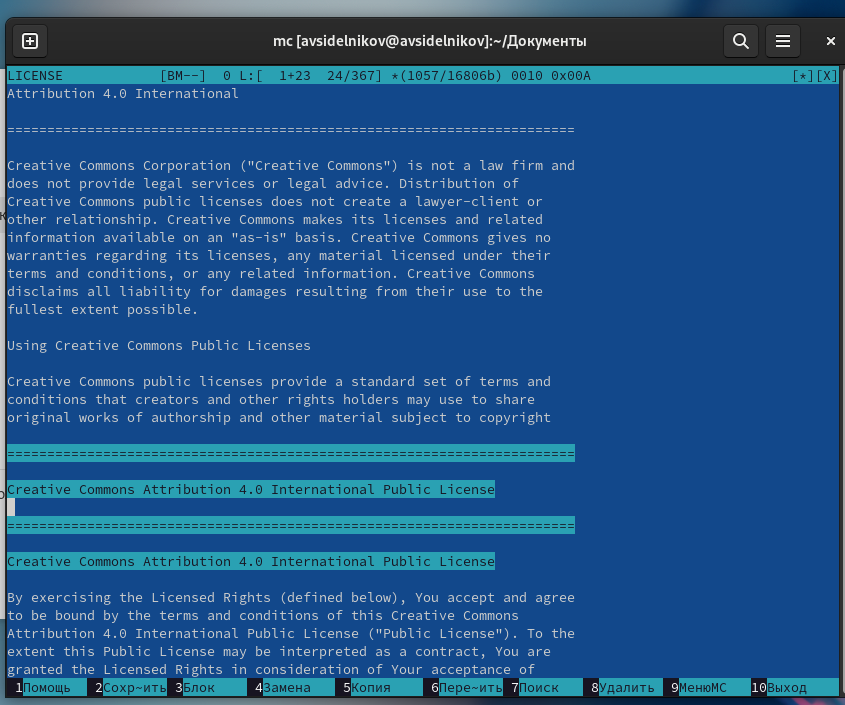 mc [avsidelnikov@avsidelnikov]:~/Документы
LICENSE [BM--] 0 L:[ 1+23 24/367] *(1057/16806b) 0010 0x00A [*][X]
Attribution 4.0 International
=======================================================================
Creative Commons Corporation ("Creative Commons") is not a law firm and
does not provide legal services or legal advice. Distribution of
Creative Commons public licenses does not create a lawyer-client or
other relationship. Creative Commons makes its licenses and related
information available on an "as-is" basis. Creative Commons gives no
warranties regarding its licenses, any material licensed under their
terms and conditions, or any related information. Creative Commons
disclaims all liability for damages resulting from their use to the
fullest extent possible.
Using Creative Commons Public Licenses
Creative Commons public licenses provide a standard set of terms and
conditions that creators and other rights holders may use to share
original works of authorship and other material subject to copyright
=======================================================================
Creative Commons Attribution 4.0 International Public License
=======================================================================
Creative Commons Attribution 4.0 International Public License
By exercising the Licensed Rights (defined below), You accept and agree
to be bound by the terms and conditions of this Creative Commons
Attribution 4.0 International Public License ("Public License"). To the
extent this Public License may be interpreted as a contract, You are
granted the Licensed Rights in consideration of Your acceptance of
1Помощь 2Сохр~ить 3Блок 4Замена 5Копия 6Пере~ить 7Поиск 8Удалить 9МенюMC 10Выход